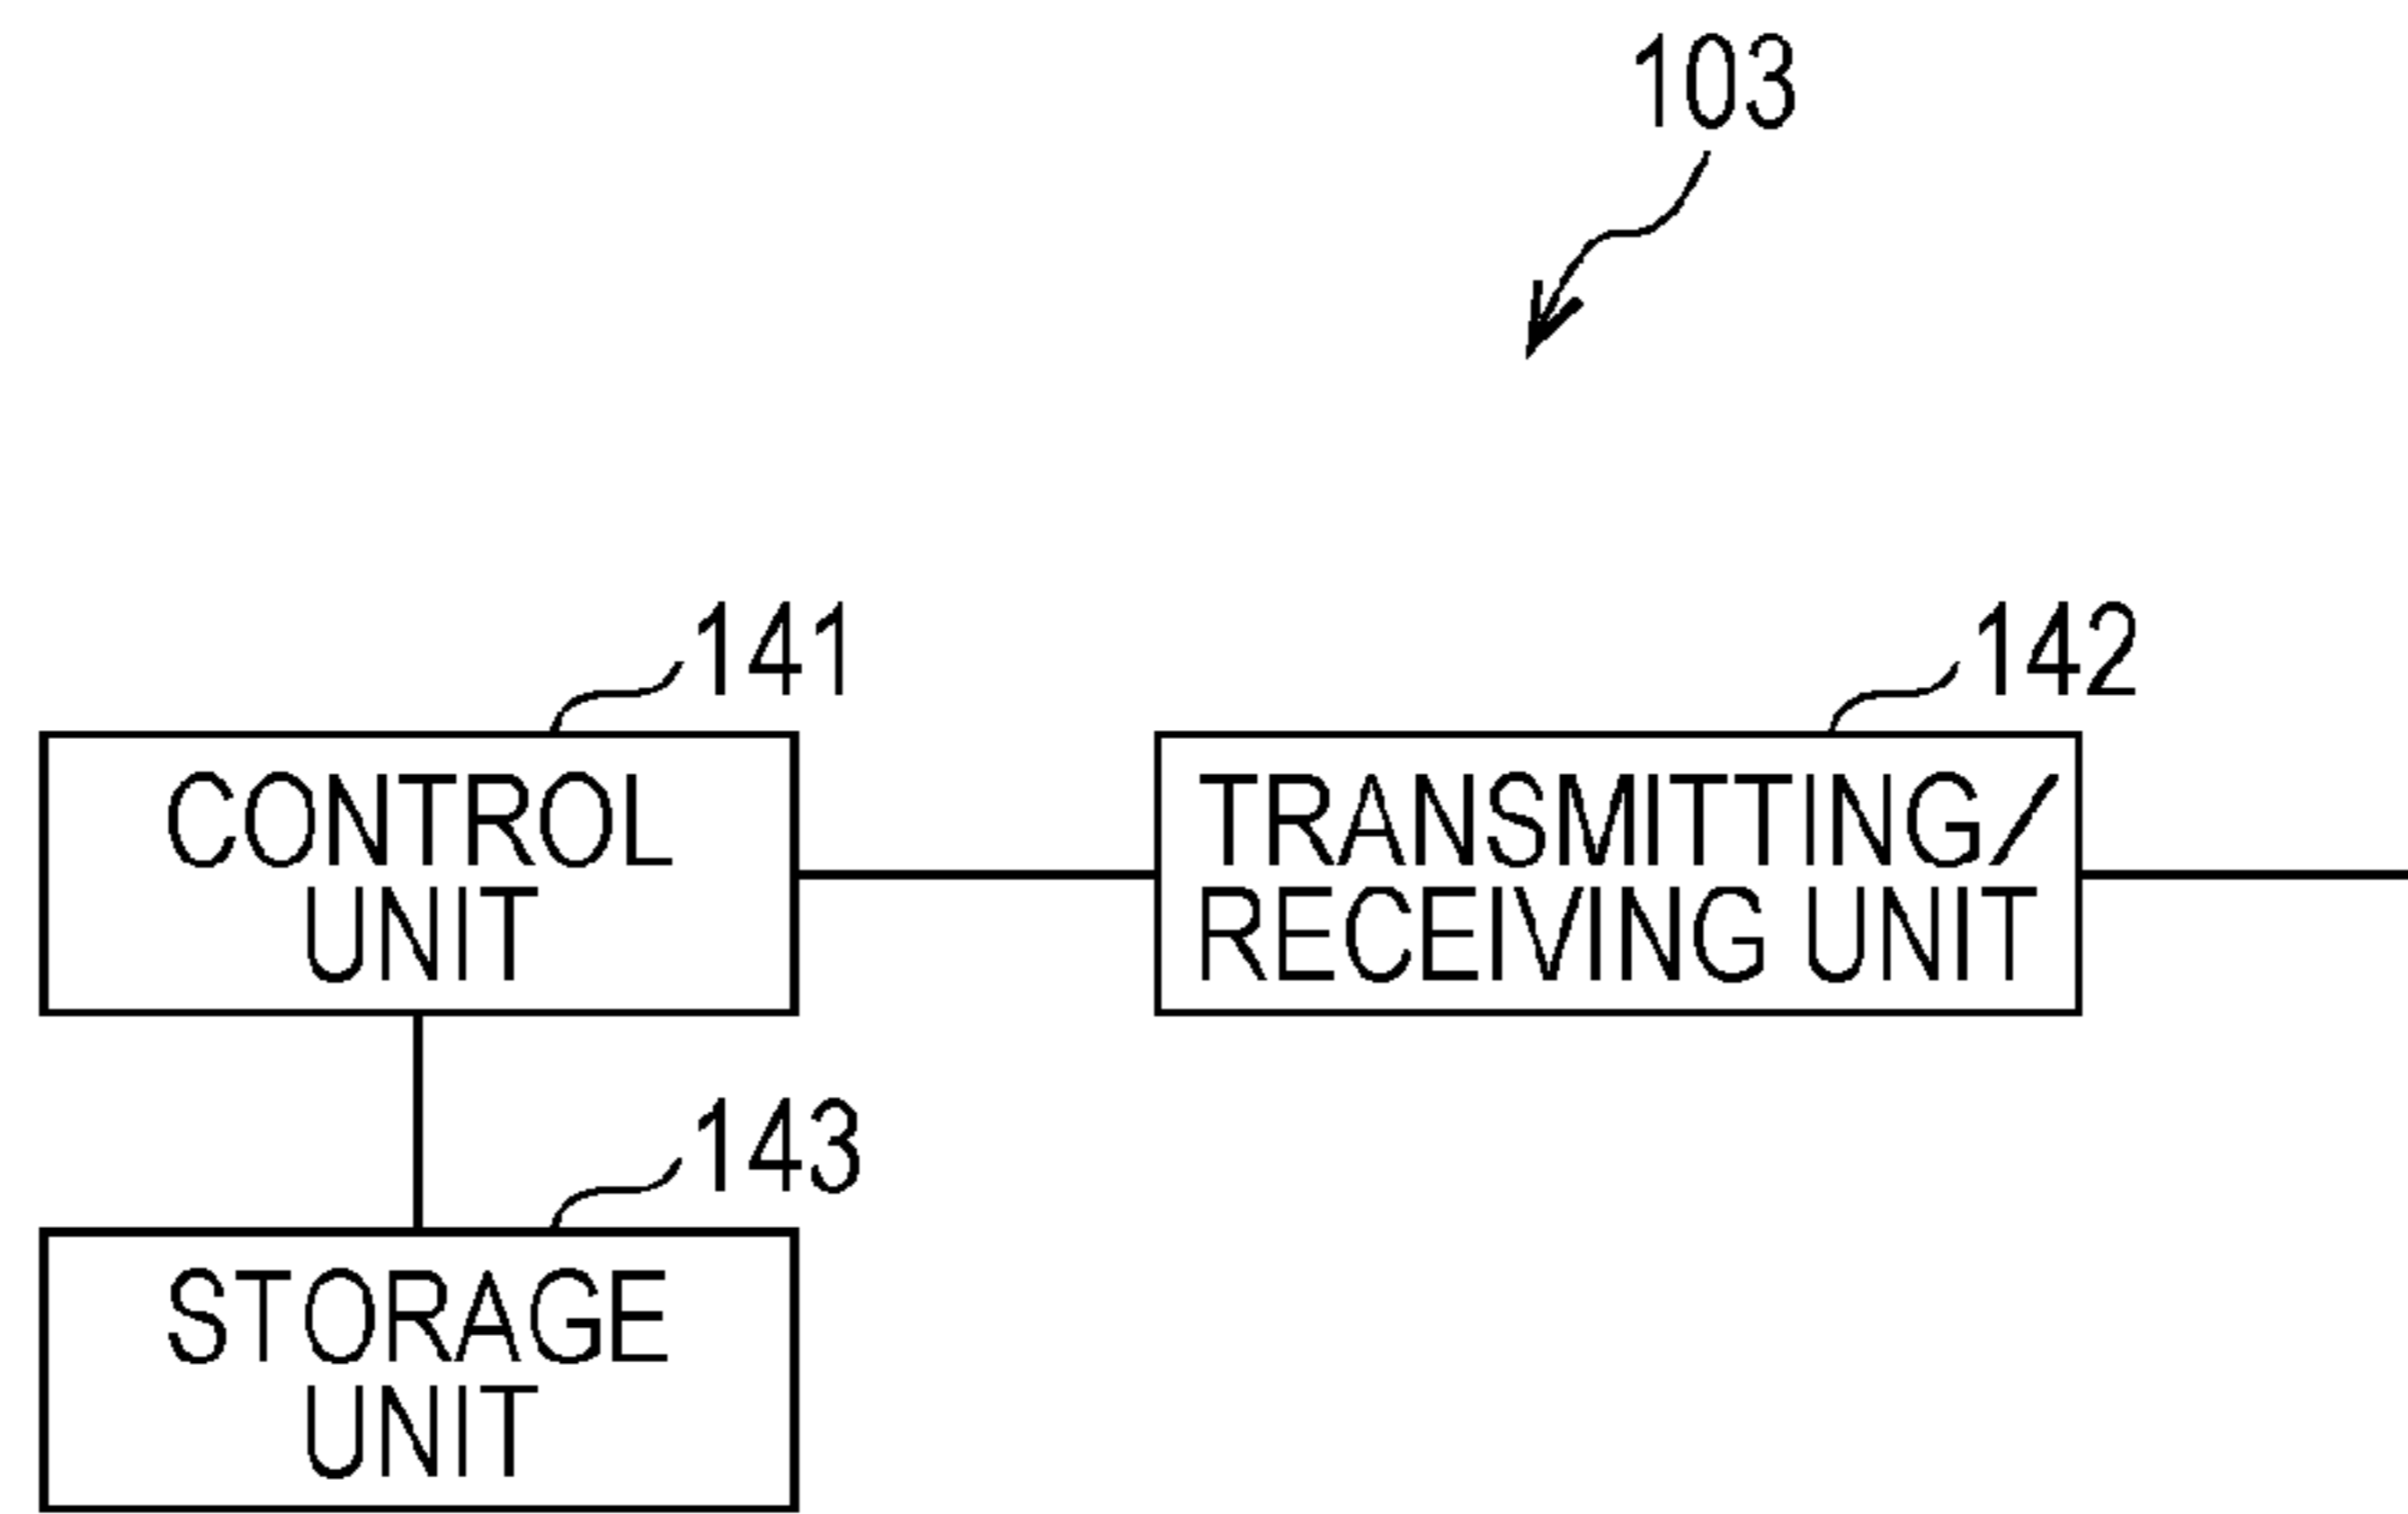 103
141
142
CONTROL
UNIT
TRANSMITTING/
RECEIVING UNIT
143
STORAGE
UNIT